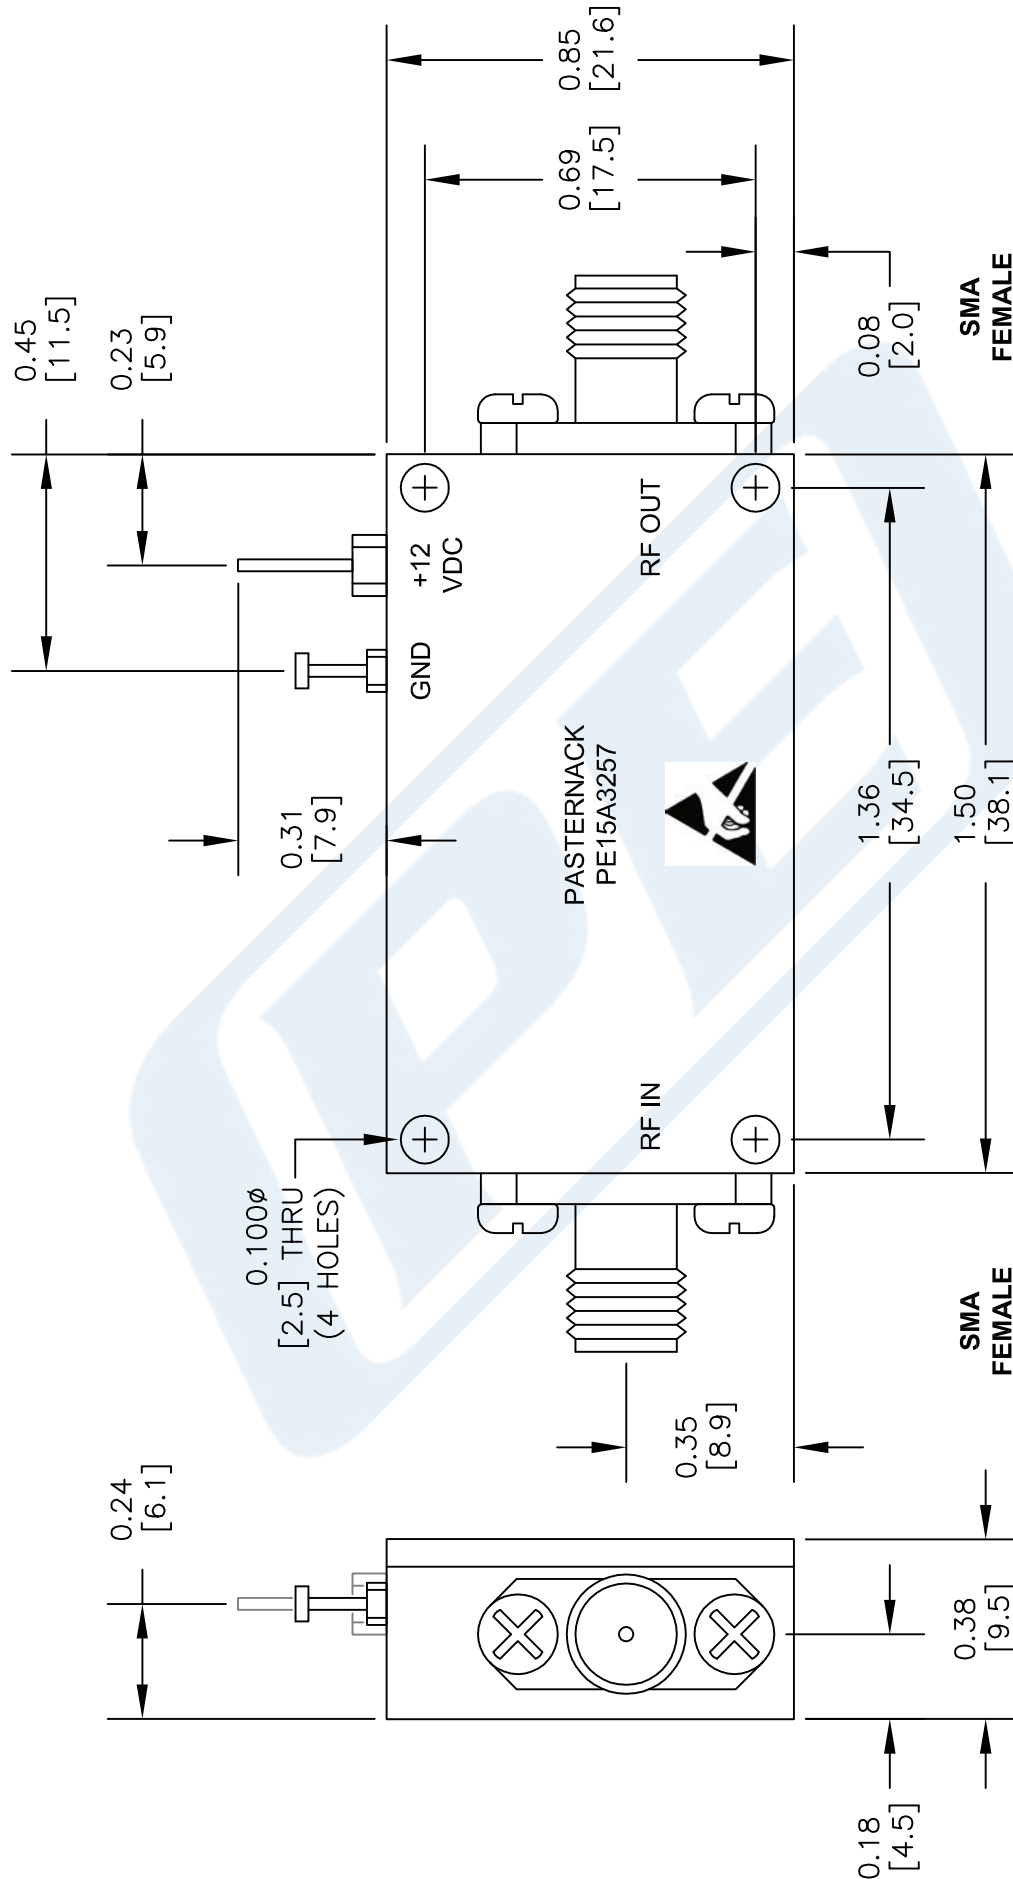 0.24
[6.1]
0.100ø
[2.5] THRU
(4 HOLES)
0.31
[7.9]
0.45
[11.5]
0.23
[5.9]
GND
+12
VDC
PASTERNACK
PE15A3257
RF IN
RF OUT
0.69
[17.5]
0.85
[21.6]
0.08
[2.0]
0.35
[8.9]
0.18
[4.5]
0.38
[9.5]
1.36
[34.5]
1.50
[38.1]
SMA
FEMALE
SMA
FEMALE
PE